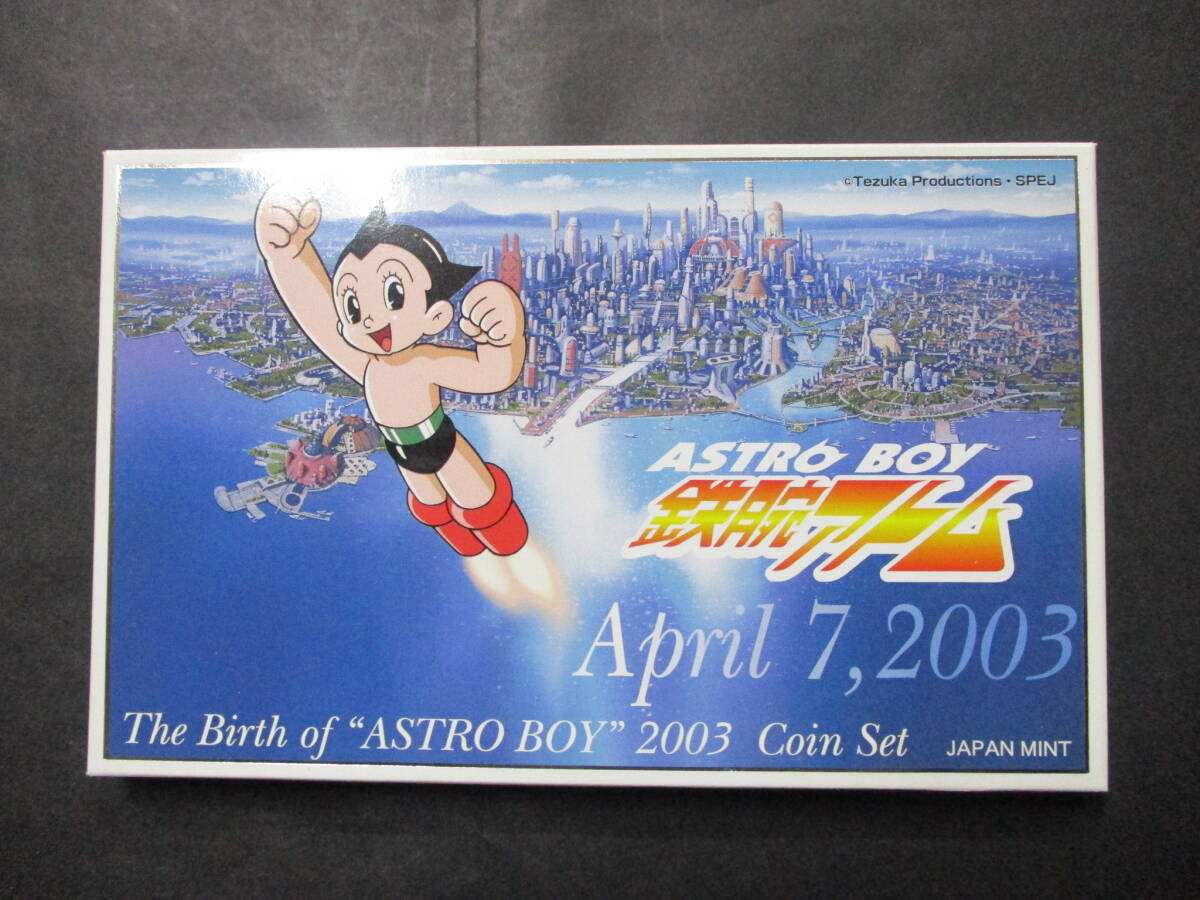 ©Tezuka Productions・SPEJ
ASTRO BOY
鉄腕アトム
April 7, 2003
The Birth of “ASTRO BOY” 2003 Coin Set
JAPAN MINT